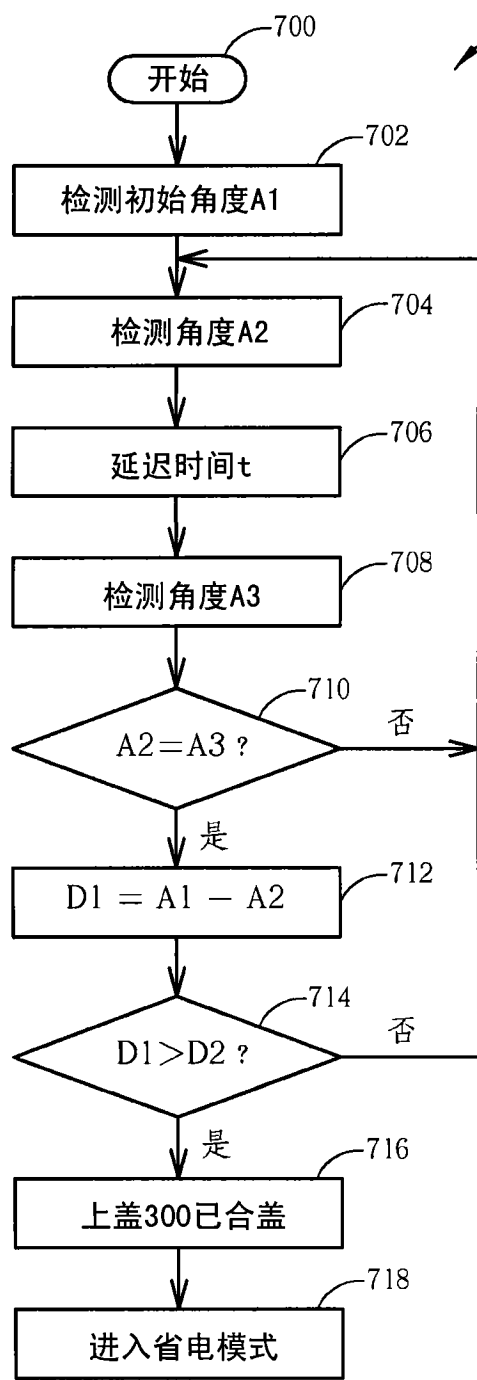 700
开始
702
检测初始角度A1
704
检测角度A2
706
延迟时间t
708
检测角度A3
710
A2=A3?
否
是
712
D1 = A1 - A2
714
D1>D2?
否
是
716
上盖300已合盖
718
进入省电模式